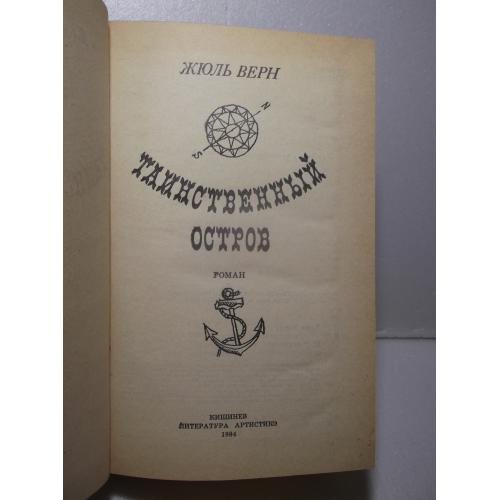 ЖЮЛЬ ВЕРН
N
S
ТАИНСТВЕННЫЙ
ОСТРОВ
РОМАН
КИШИНЕВ
ЛИТЕРАТУРА АРТИСТИКЭ
1984